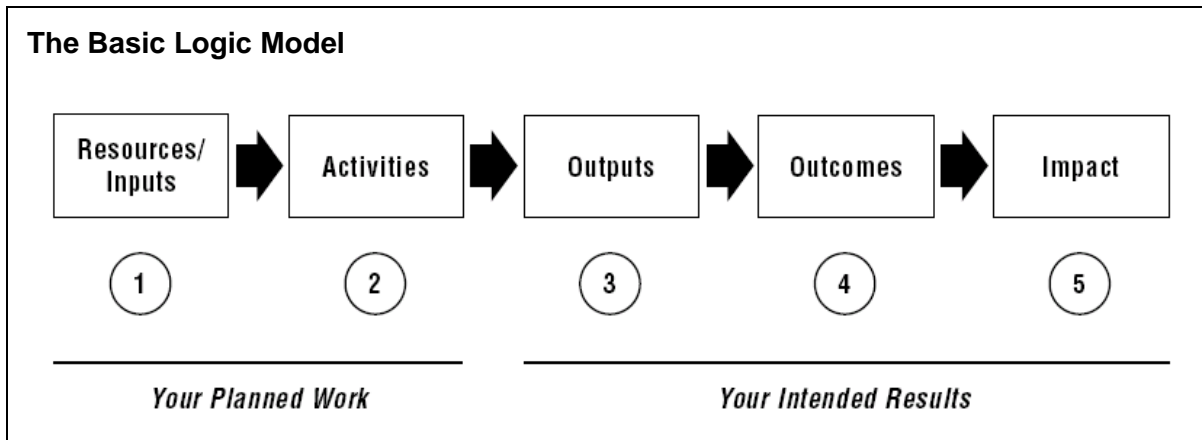 The Basic Logic Model
Resources/
Inputs
Activities
Outputs
Outcomes
Impact
1
2
3
4
5
Your Planned Work
Your Intended Results